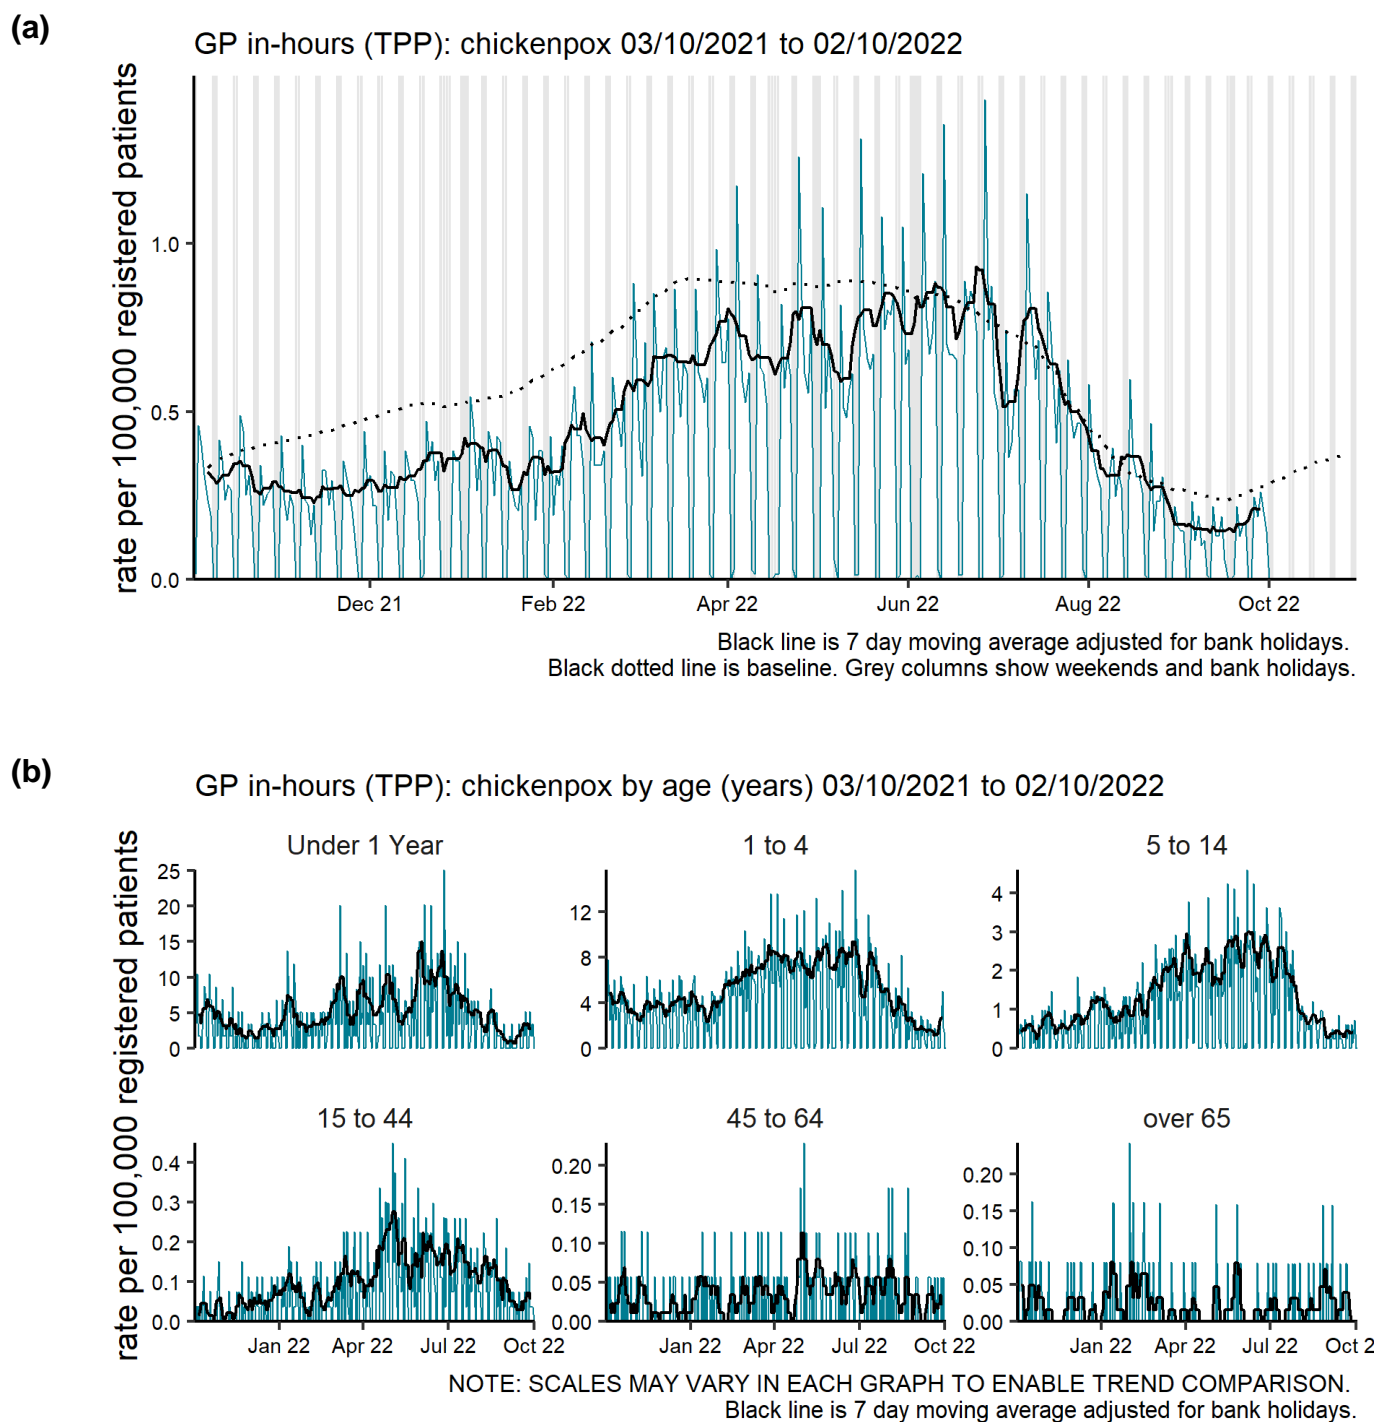 (a)
GP in-hours (TPP): chickenpox 03/10/2021 to 02/10/2022
rate per 100,000 registered patients
1.0
0.5
0.0
Dec 21 Feb 22 Apr 22 Jun 22 Aug 22 Oct 22
Black line is 7 day moving average adjusted for bank holidays.
Black dotted line is baseline. Grey columns show weekends and bank holidays.
(b)
GP in-hours (TPP): chickenpox by age (years) 03/10/2021 to 02/10/2022
rate per 100,000 registered patients
Under 1 Year
25
20
15
10
5
0
1 to 4
12
8
4
0
5 to 14
4
3
2
1
0
15 to 44
0.4
0.3
0.2
0.1
0.0
Jan 22 Apr 22 Jul 22 Oct 22
45 to 64
0.20
0.15
0.10
0.05
0.00
Jan 22 Apr 22 Jul 22 Oct 22
over 65
0.20
0.15
0.10
0.05
0.00
Jan 22 Apr 22 Jul 22 Oct 2
NOTE: SCALES MAY VARY IN EACH GRAPH TO ENABLE TREND COMPARISON.
Black line is 7 day moving average adjusted for bank holidays.